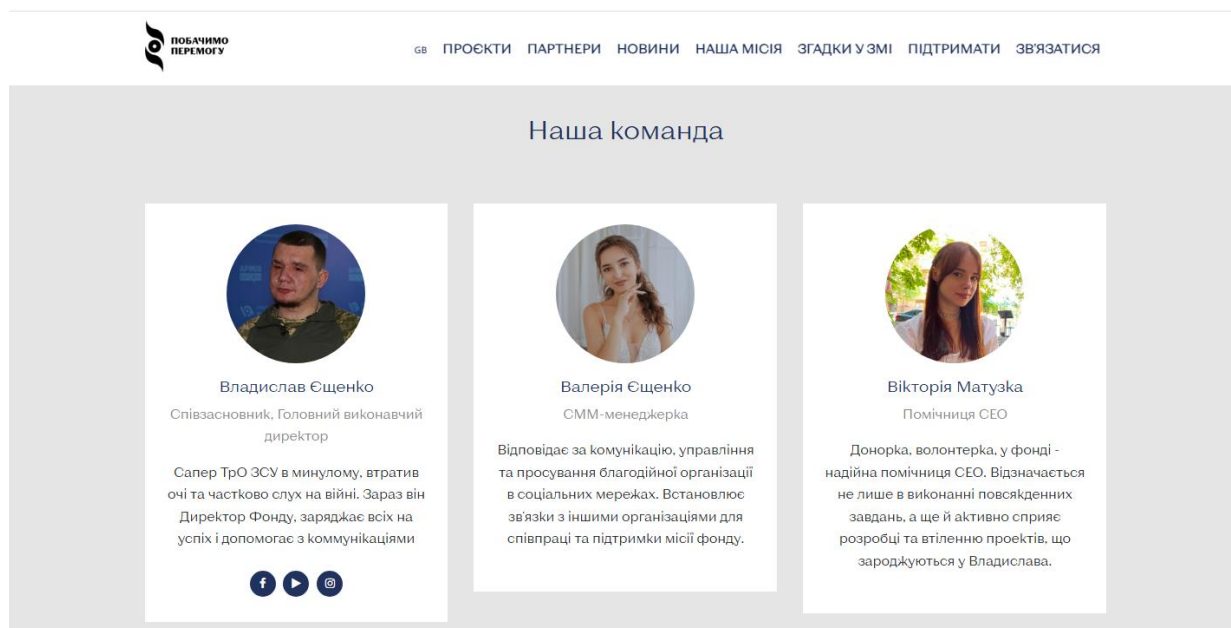 ПОБАЧИМО
ПЕРЕМОГУ
GB ПРОЄКТИ ПАРТНЕРИ НОВИНИ НАША МІСІЯ ЗГАДКИ У ЗМІ ПІДТРИМАТИ ЗВ'ЯЗАТИСЯ
Наша команда
Владислав Єщенко
Співзасновник, Головний виконавчий
директор
Сапер ТрО ЗСУ в минулому, втратив
очі та частково слух на війні. Зараз він
Директор Фонду, заряджає всіх на
успіх і допомогає з коммунікаціями
Валерія Єщенко
СММ-менеджерка
Відповідає за комунікацію, управління
та просування благодійної організації
в соціальних мережах. Встановлює
зв'язки з іншими організаціями для
співпраці та підтримки місії фонду.
Вікторія Матузка
Помічниця СЕО
Донорка, волонтерка, у фонді -
надійна помічниця СЕО. Відзначається
не лише в виконанні повсякденних
завдань, а ще й активно сприяє
розробці та втіленню проектів, що
зароджуються у Владислава.